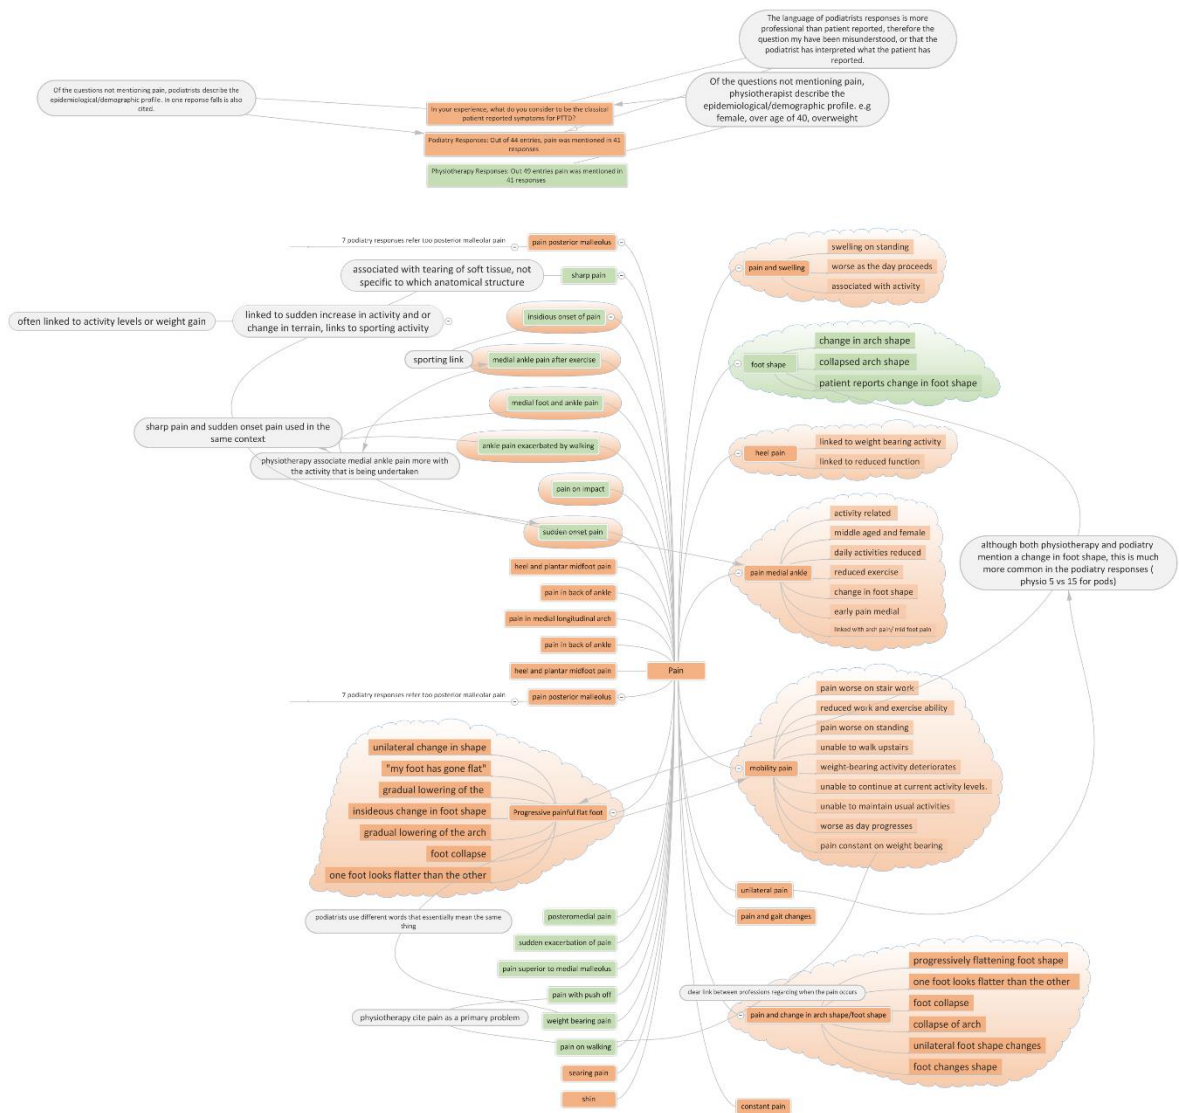 The language of podiatrists responses is more
professional than patient reported, therefore the
question my have been misunderstood, or that the
podiatrist has interpreted what the patient has
reported.
Of the questions not mentioning pain, podiatrists describe the
epidemiological/demographic profile. In one reponse falls is also
cited.
Of the questions not mentioning pain,
physiotherapist describe the
epidemiological/demographic profile. e.g
female, over age of 40, overweight
In your experience, what do you consider to be the classical
patient reported symptoms for PTTD?
Podiatry Responses: Out of 44 entries, pain was mentioned in 41
responses
Physiotherapy Responses: Out 49 entries pain was mentioned in
41 responses
7 podiatry responses refer too posterior malleolar pain
pain posterior malleolus
associated with tearing of soft tissue, not
specific to which anatomical structure
sharp pain
often linked to activity levels or weight gain
linked to sudden increase in activity and or
change in terrain, links to sporting activity
insidious onset of pain
sporting link
medial ankle pain after exercise
medial foot and ankle pain
sharp pain and sudden onset pain used in the
same context
ankle pain exacerbated by walking
physiotherapy associate medial ankle pain more with
the activity that is being undertaken
pain on impact
sudden onset pain
heel and plantar midfoot pain
pain in back of ankle
pain in medial longitudinal arch
pain in back of ankle
heel and plantar midfoot pain
7 podiatry responses refer too posterior malleolar pain
pain posterior malleolus
Pain
unilateral change in shape
"my foot has gone flat"
gradual lowering of the
insideous change in foot shape
gradual lowering of the arch
foot collapse
one foot looks flatter than the other
Progressive painful flat foot
podiatrists use different words that essentially mean the same
thing
posteromedial pain
sudden exacerbation of pain
pain superior to medial malleolus
pain with push off
physiotherapy cite pain as a primary problem
weight bearing pain
pain on walking
searing pain
shin
pain and swelling
swelling on standing
worse as the day proceeds
associated with activity
foot shape
change in arch shape
collapsed arch shape
patient reports change in foot shape
heel pain
linked to weight bearing activity
linked to reduced function
pain medial ankle
activity related
middle aged and female
daily activities reduced
reduced exercise
change in foot shape
early pain medial
linked with arch pain/ mid foot pain
although both physiotherapy and podiatry
mention a change in foot shape, this is much
more common in the podiatry responses (
physio 5 vs 15 for pods)
mobility pain
pain worse on stair work
reduced work and exercise ability
pain worse on standing
unable to walk upstairs
weight-bearing activity deteriorates
unable to continue at current activity levels.
unable to maintain usual activities
worse as day progresses
pain constant on weight bearing
unilateral pain
pain and gait changes
clear link between professions regarding when the pain occurs
pain and change in arch shape/foot shape
progressively flattening foot shape
one foot looks flatter than the other
foot collapse
collapse of arch
unilateral foot shape changes
foot changes shape
constant pain